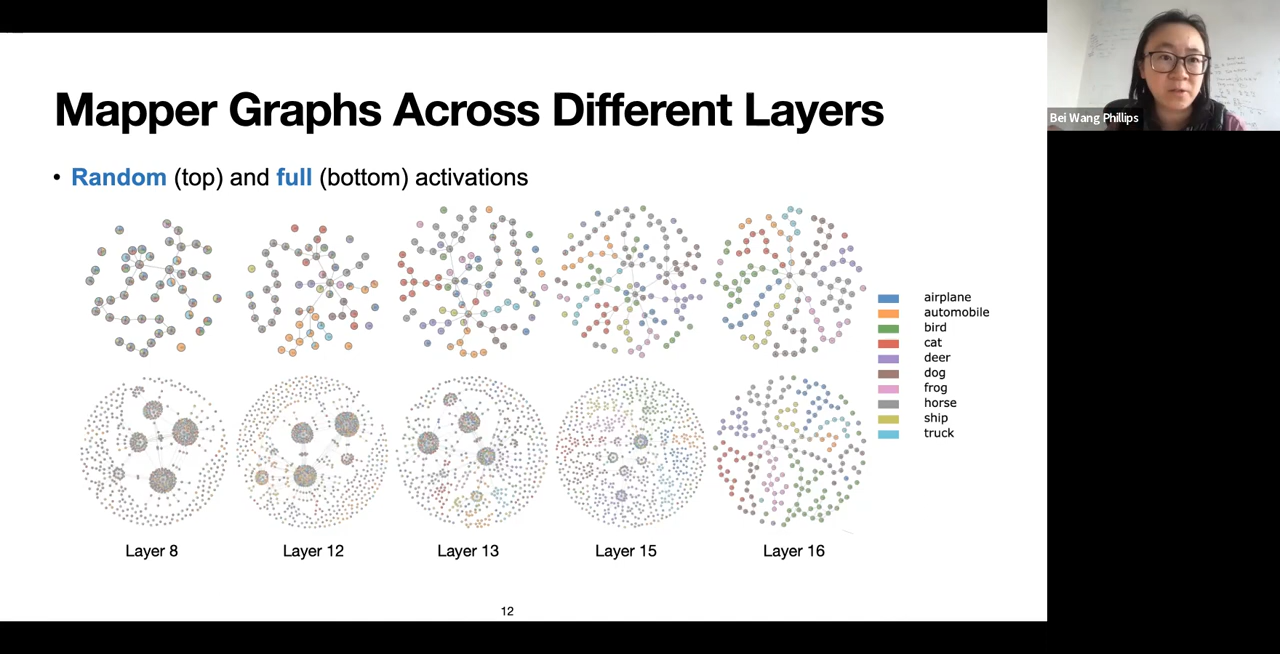 Mapper Graphs Across Different Layers
• Random (top) and full (bottom) activations
airplane
automobile
bird
cat
deer
dog
frog
horse
ship
truck
Layer 8
Layer 12
Layer 13
Layer 15
Layer 16
12
Bei Wang Phillips